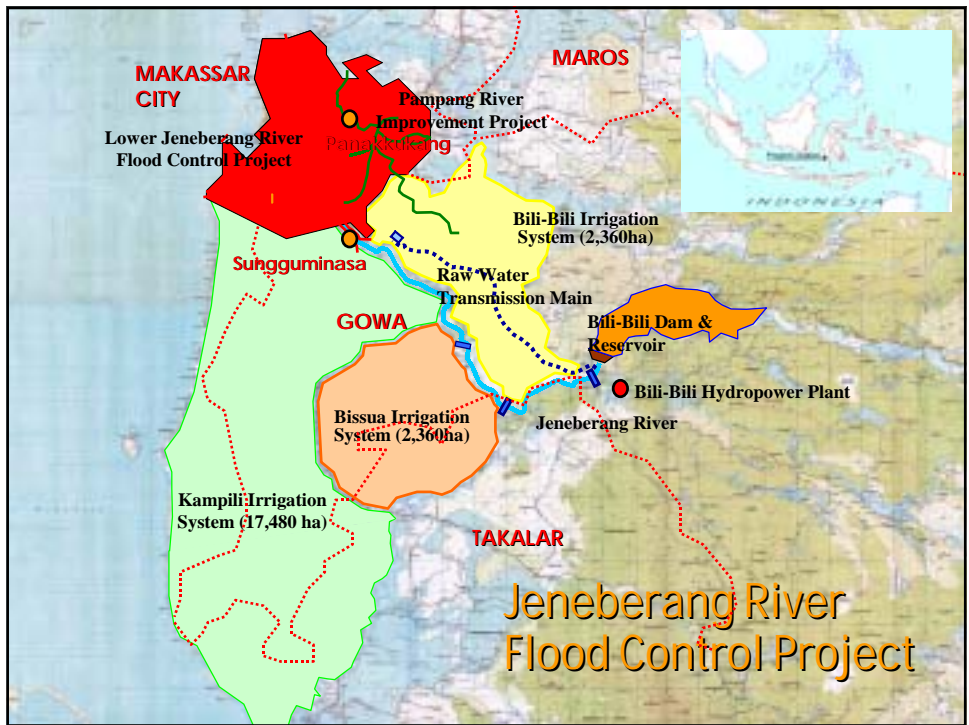 MAROS
MAKASSAR
CITY
Pampang River
Improvement Project
Lower Jeneberang River
Flood Control Project
Panakkukang
INDONESIA
Bili-Bili Irrigation
System (2,360ha)
Sungguminasa
Raw Water
Transmission Main
GOWA
Bili-Bili Dam &
Reservoir
Bili-Bili Hydropower Plant
Bissua Irrigation
System (2,360ha)
Jeneberang River
Kampili Irrigation
System (17,480 ha)
TAKALAR
Jeneberang River
Flood Control Project